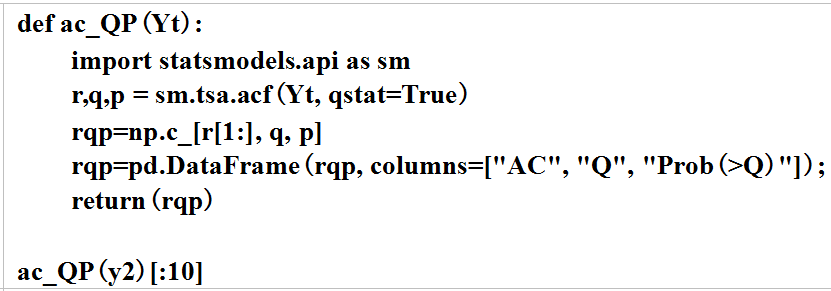 def ac_QP(Yt):
    import statsmodels.api as sm
    r,q,p = sm.tsa.acf(Yt, qstat=True)
    rqp=np.c_[r[1:], q, p]
    rqp=pd.DataFrame(rqp, columns=["AC", "Q", "Prob(>Q)"]);
    return(rqp)
ac_QP(y2)[:10]